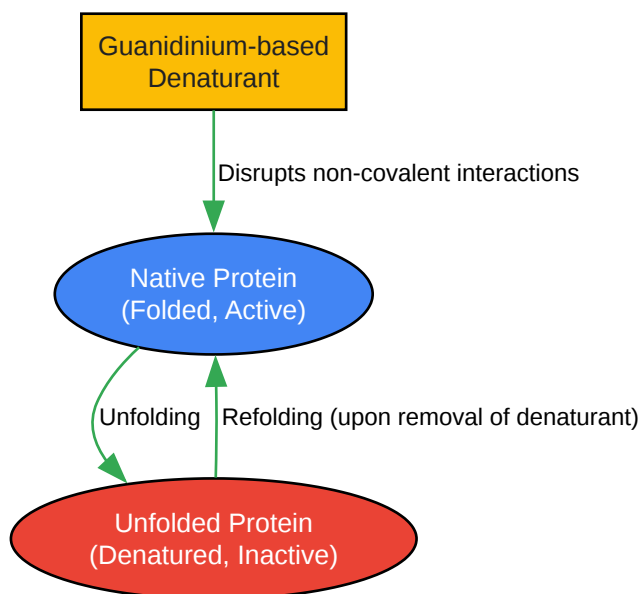 Guanidinium-based
Denaturant
Disrupts non-covalent interactions
Native Protein
(Folded, Active)
Unfolding
Refolding (upon removal of denaturant)
Unfolded Protein
(Denatured, Inactive)